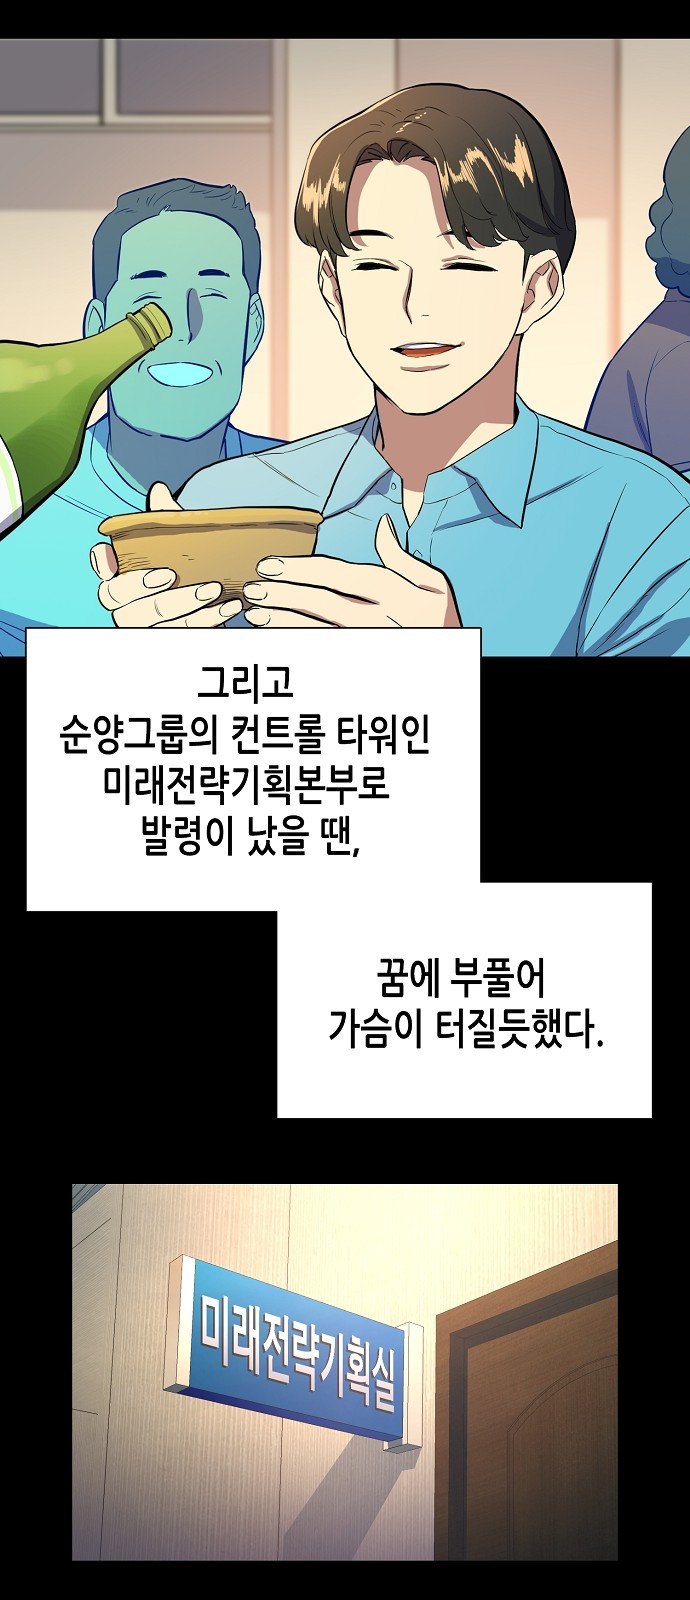 그리고
순양그룹의 컨트롤 타워인
미래전략기획본부로
발령이 났을 땐,
꿈에 부풀어
가슴이 터질듯했다.
미래전략기획실